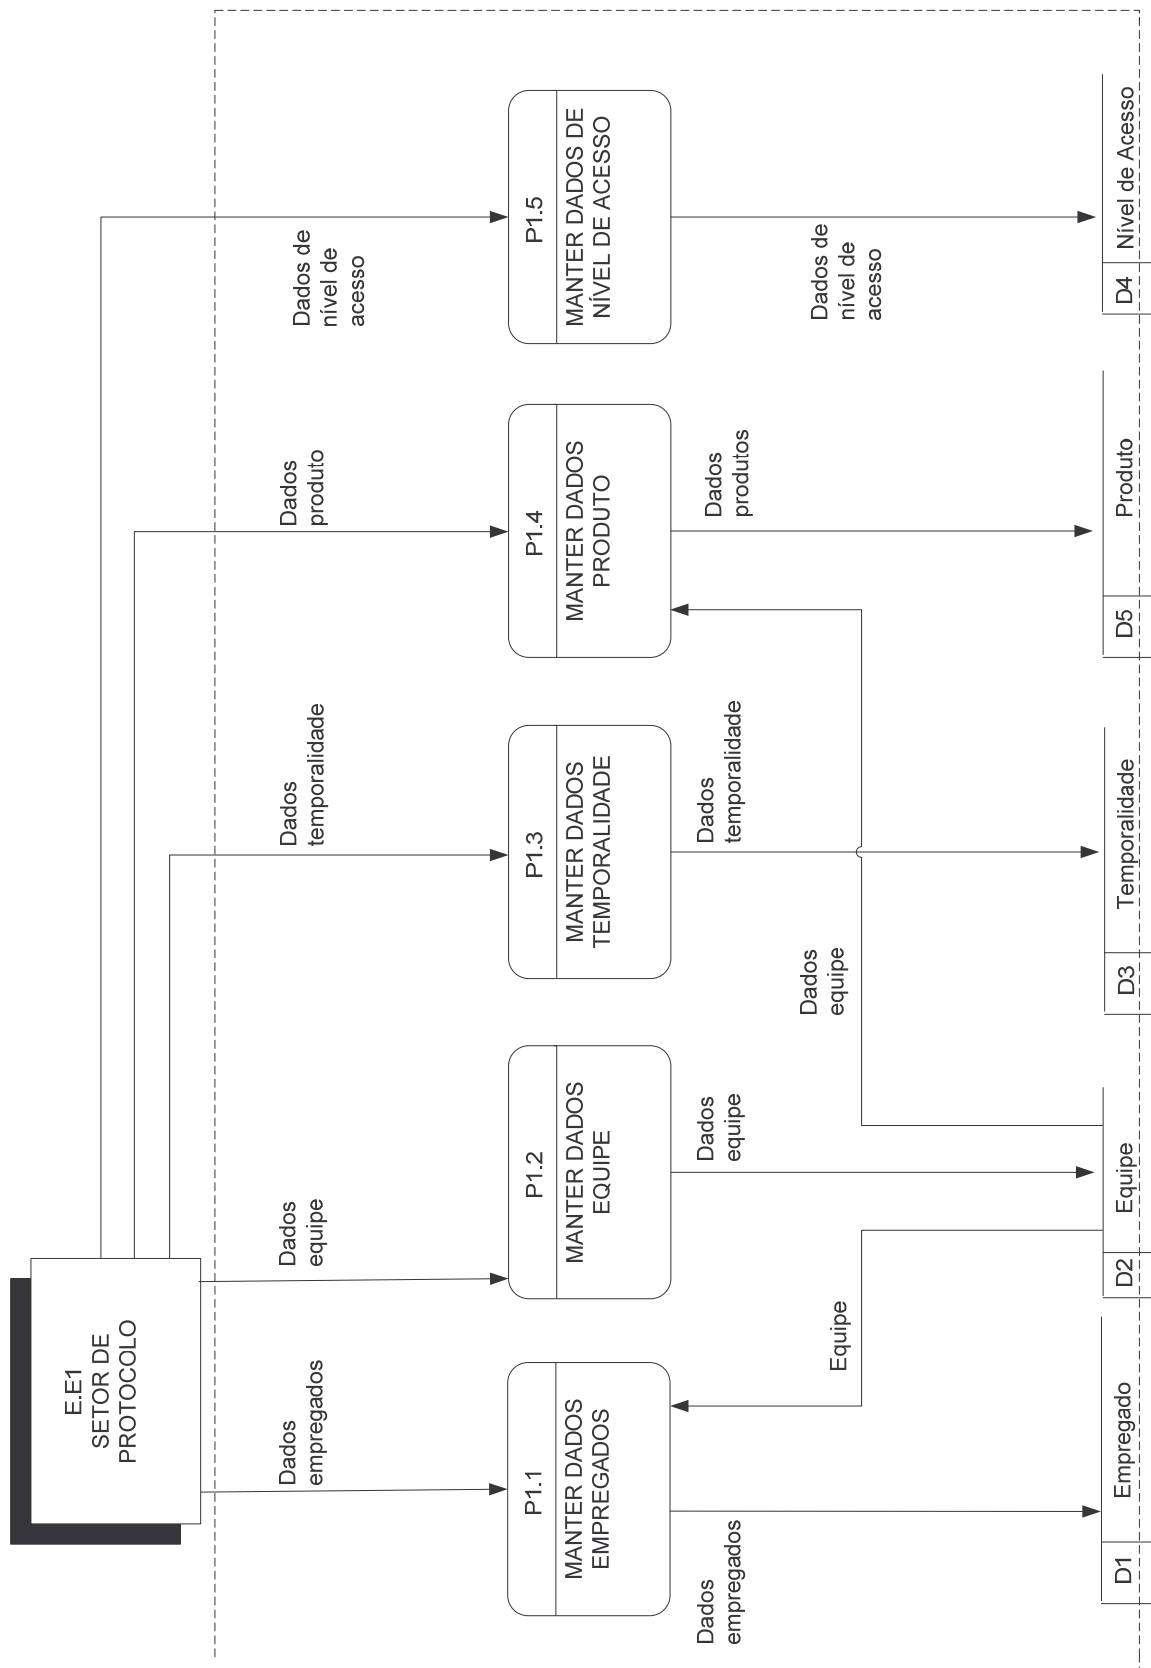 E.E1
SETOR DE
PROTOCOLO
Dados
empregados
Dados
equipe
Dados
temporalidade
Dados
produto
Dados de
nível de
acesso
P1.1
MANTER DADOS
EMPREGADOS
P1.2
MANTER DADOS
EQUIPE
P1.3
MANTER DADOS
TEMPORALIDADE
P1.4
MANTER DADOS
PRODUTO
P1.5
MANTER DADOS DE
NÍVEL DE ACESSO
Dados
empregados
Equipe
Dados
equipe
Dados
equipe
Dados
temporalidade
Dados
produtos
Dados de
nível de
acesso
D1 Empregado
D2 Equipe
D3 Temporalidade
D5 Produto
D4 Nível de Acesso